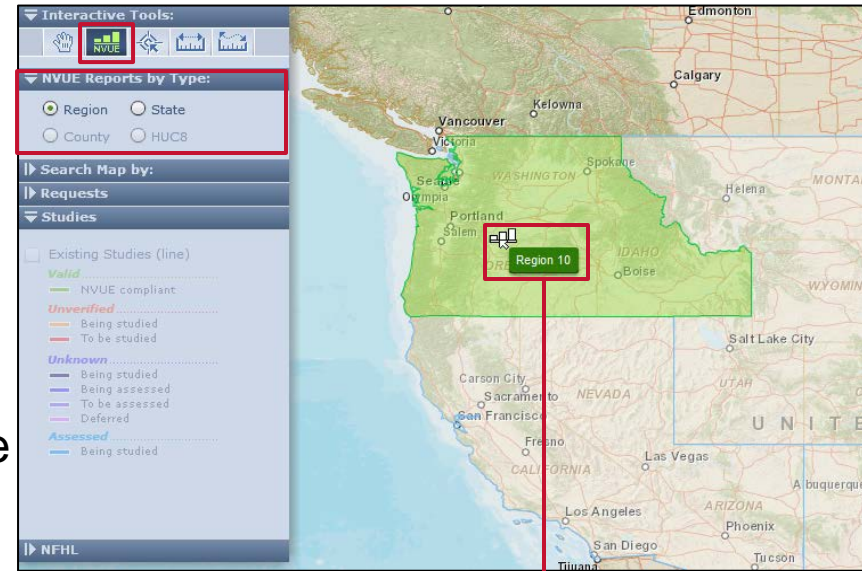 Interactive Tools:
NVUE
NVUE Reports by Type:
Region
State
County
HUC8
Search Map by:
Requests
Studies
Existing Studies (line)
Valid
NVUE compliant
Unverified
Being studied
To be studied
Unknown
Being studied
Being assessed
To be assessed
Deferred
Assessed
Being studied
NFHL
e
Edmonton
Calgary
Kelowna
Vancouver
Victoria
Spokane
Seattle
WASHINGTON
Olympia
Helena
MONTA
Portland
Salem
Region 10
IDAHO
Boise
WYOMIN
Salt Lake City
Carson City
Sacramento
NEVADA
UTAH
San Francisco
UNITE
Fresno
Las Vegas
CALIFORNIA
Albuquerque
ARIZONA
Los Angeles
Phoenix
San Diego
Tijuana
Tucson